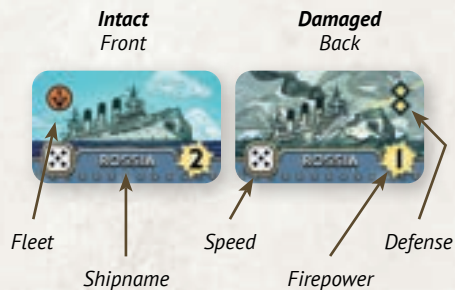 Intact
Front
Damaged
Back
ROSSIA
2
ROSSIA
1
Fleet
Speed
Defense
Shipname
Firepower